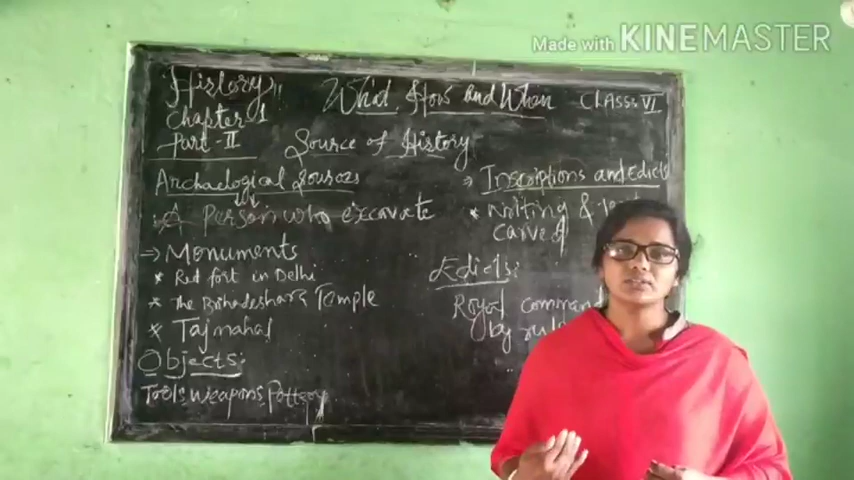 Made with KINEMASTER
History
Chapter 1
Part-II
What, How and When
CLASS: VI
Source of History
Archaelogical Sources
A Person who excavate
→ Monuments
* Red fort in Delhi
* The Brihadeshara Temple
* Tajmahal
Objects:
Tools, Weapons, Pottery
⇒ Inscriptions and Edicts
* Writing &
carved
Edicts:
Royal command
by